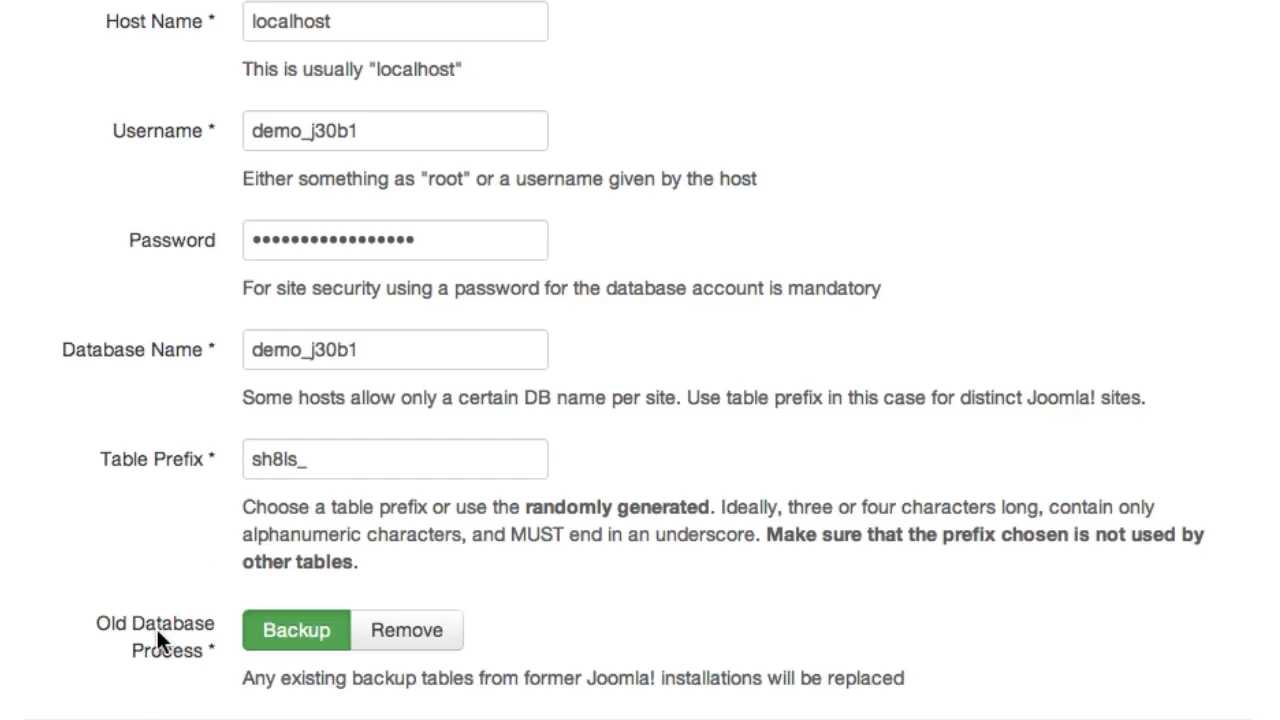 Host Name *
localhost
This is usually "localhost"
Username *
demo_j30b1
Either something as "root" or a username given by the host
Password
•••••••••••••••••
For site security using a password for the database account is mandatory
Database Name *
demo_j30b1
Some hosts allow only a certain DB name per site. Use table prefix in this case for distinct Joomla! sites.
Table Prefix *
sh8ls_
Choose a table prefix or use the randomly generated. Ideally, three or four characters long, contain only
alphanumeric characters, and MUST end in an underscore. Make sure that the prefix chosen is not used by
other tables.
Old Database
Process *
Backup
Remove
Any existing backup tables from former Joomla! installations will be replaced